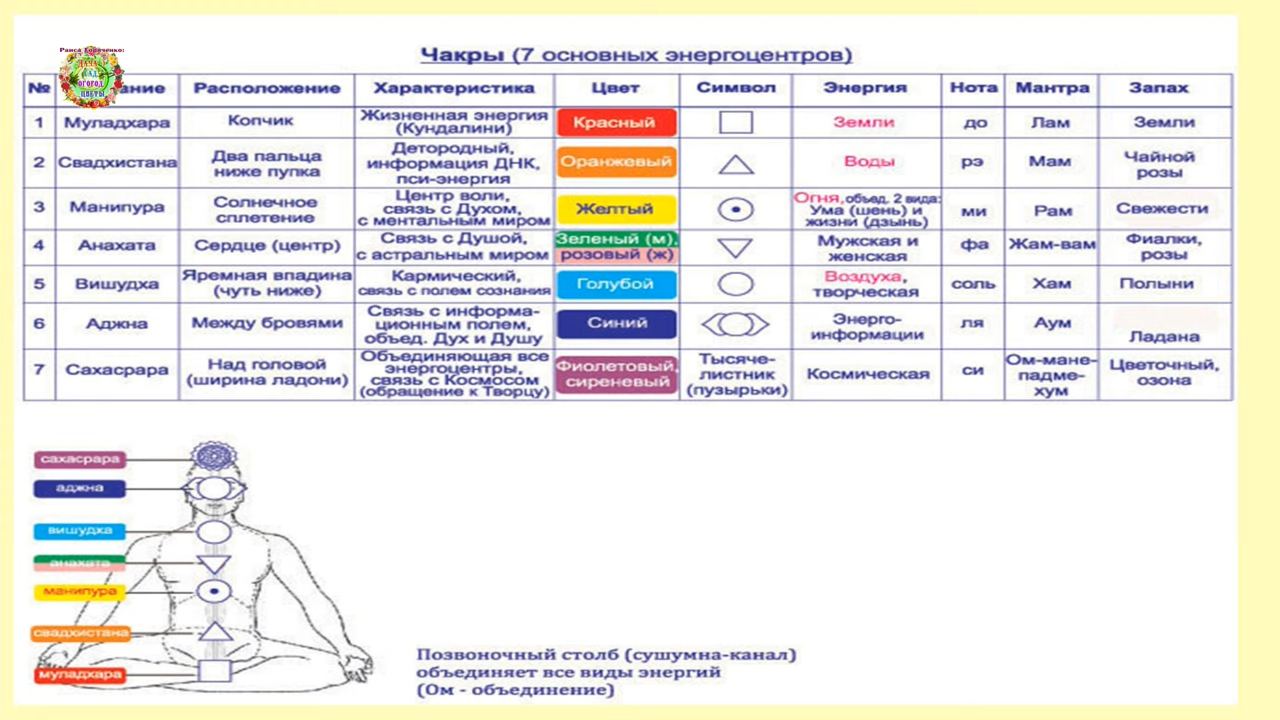 Раиса Горяченко:
ДАЧА
САД
ОГОРОД
ЦВЕТЫ
Чакры (7 основных энергоцентров)
№ Расположение Характеристика Цвет Символ Энергия Нота Мантра Запах
1 Муладхара Копчик Жизненная энергия (Кундалини) Красный Земли до Лам Земли
2 Свадхистана Два пальца ниже пупка Детородный, информация ДНК, пси-энергия Оранжевый Воды рэ Мам Чайной розы
3 Манипура Солнечное сплетение Центр воли, связь с Духом, с ментальным миром Желтый Огня, объед. 2 вида: Ума (шень) и жизни (дзынь) ми Рам Свежести
4 Анахата Сердце (центр) Связь с Душой, с астральным миром Зеленый (м), розовый (ж) Мужская и женская фа Жам-вам Фиалки, розы
5 Вишудха Яремная впадина (чуть ниже) Кармический, связь с полем сознания Голубой Воздуха, творческая соль Хам Полыни
6 Аджна Между бровями Связь с информа- ционным полем, объед. Дух и Душу Синий Энерго- информации ля Аум Ладана
7 Сахасрара Над головой (ширина ладони) Объединяющая все энергоцентры, связь с Космосом (обращение к Творцу) Фиолетовый, сиреневый Тысяче- листник (пузырьки) Космическая си Ом-мане- падме- хум Цветочный, озона
сахасрара
аджна
вишудха
анахата
манипура
свадхистана
муладхара
Позвоночный столб (сушумна-канал)
объединяет все виды энергий
(Ом - объединение)